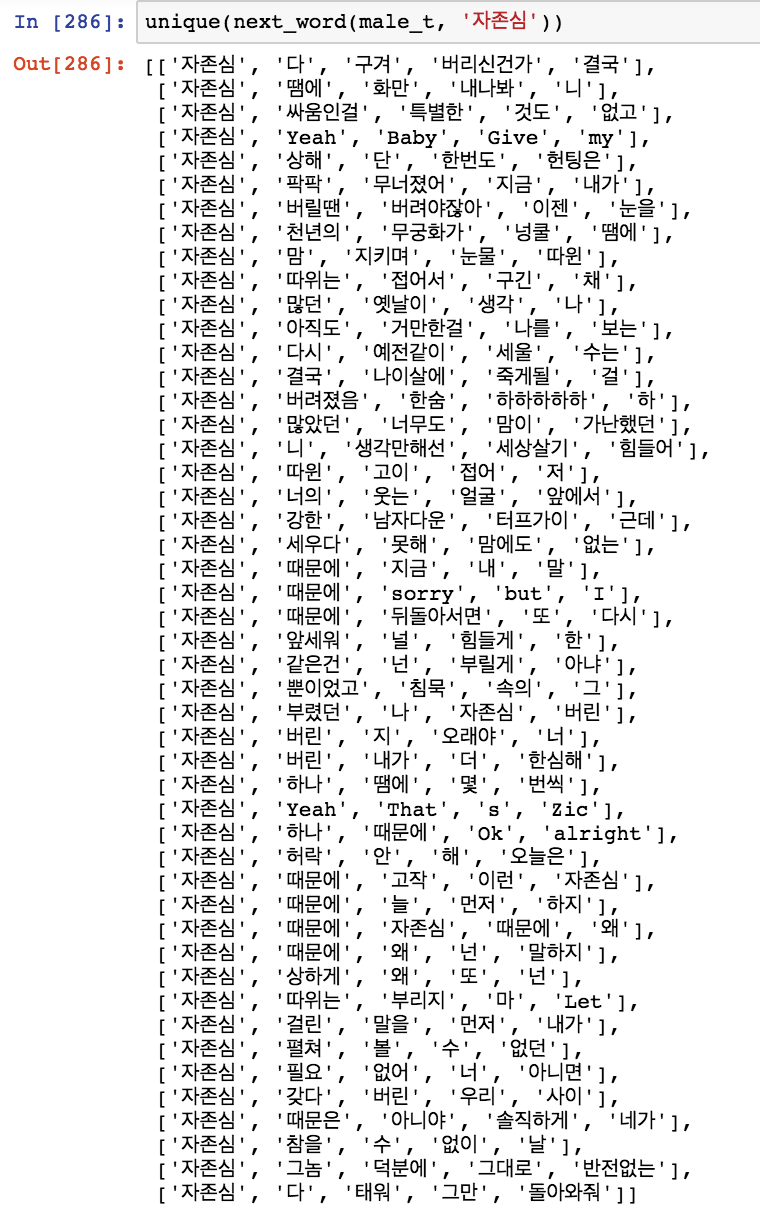 In [286]: unique(next_word(male_t, '자존심'))
Out[286]: [['자존심', '다', '구겨', '버리신건가', '결국'],
['자존심', '땜에', '화만', '내나봐', '니'],
['자존심', '싸움인걸', '특별한', '것도', '없고'],
['자존심', 'Yeah', 'Baby', 'Give', 'my'],
['자존심', '상해', '단', '한번도', '헌팅은'],
['자존심', '팍팍', '무너졌어', '지금', '내가'],
['자존심', '버릴땐', '버려야잖아', '이젠', '눈을'],
['자존심', '천년의', '무궁화가', '넝쿨', '땜에'],
['자존심', '맘', '지키며', '눈물', '따윈'],
['자존심', '따위는', '접어서', '구긴', '채'],
['자존심', '많던', '옛날이', '생각', '나'],
['자존심', '아직도', '거만한걸', '나를', '보는'],
['자존심', '다시', '예전같이', '세울', '수는'],
['자존심', '결국', '나이살에', '죽게될', '걸'],
['자존심', '버려졌음', '한숨', '하하하하하', '하'],
['자존심', '많았던', '너무도', '맘이', '가난했던'],
['자존심', '니', '생각만해선', '세상살기', '힘들어'],
['자존심', '따윈', '고이', '접어', '저'],
['자존심', '너의', '웃는', '얼굴', '앞에서'],
['자존심', '강한', '남자다운', '터프가이', '근데'],
['자존심', '세우다', '못해', '맘에도', '없는'],
['자존심', '때문에', '지금', '내', '말'],
['자존심', '때문에', 'sorry', 'but', 'I'],
['자존심', '때문에', '뒤돌아서면', '또', '다시'],
['자존심', '앞세워', '널', '힘들게', '한'],
['자존심', '같은건', '넌', '부릴게', '아냐'],
['자존심', '뿐이었고', '침묵', '속의', '그'],
['자존심', '부렸던', '나', '자존심', '버린'],
['자존심', '버린', '지', '오래야', '너'],
['자존심', '버린', '내가', '더', '한심해'],
['자존심', '하나', '땜에', '몇', '번씩'],
['자존심', 'Yeah', 'That', 's', 'Zic'],
['자존심', '하나', '때문에', 'Ok', 'alright'],
['자존심', '허락', '안', '해', '오늘은'],
['자존심', '때문에', '고작', '이런', '자존심'],
['자존심', '때문에', '늘', '먼저', '하지'],
['자존심', '때문에', '자존심', '때문에', '왜'],
['자존심', '때문에', '왜', '넌', '말하지'],
['자존심', '상하게', '왜', '또', '넌'],
['자존심', '따위는', '부리지', '마', 'Let'],
['자존심', '걸린', '말을', '먼저', '내가'],
['자존심', '펼쳐', '볼', '수', '없던'],
['자존심', '필요', '없어', '너', '아니면'],
['자존심', '갖다', '버린', '우리', '사이'],
['자존심', '때문은', '아니야', '솔직하게', '네가'],
['자존심', '참을', '수', '없이', '날'],
['자존심', '그놈', '덕분에', '그대로', '반전없는'],
['자존심', '다', '태워', '그만', '돌아와줘']]